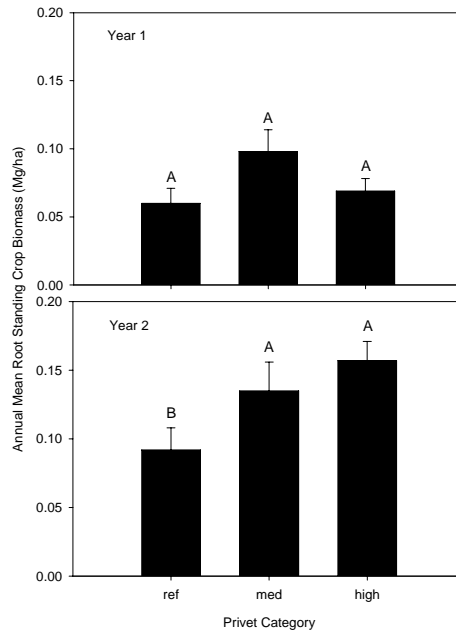 Annual Mean Root Standing Crop Biomass (Mg/ha)
0.20
Year 1
0.15
A
A
A
0.10
0.05
0.00
0.20
Year 2
A
A
0.15
B
0.10
0.05
0.00
ref med high
Privet Category